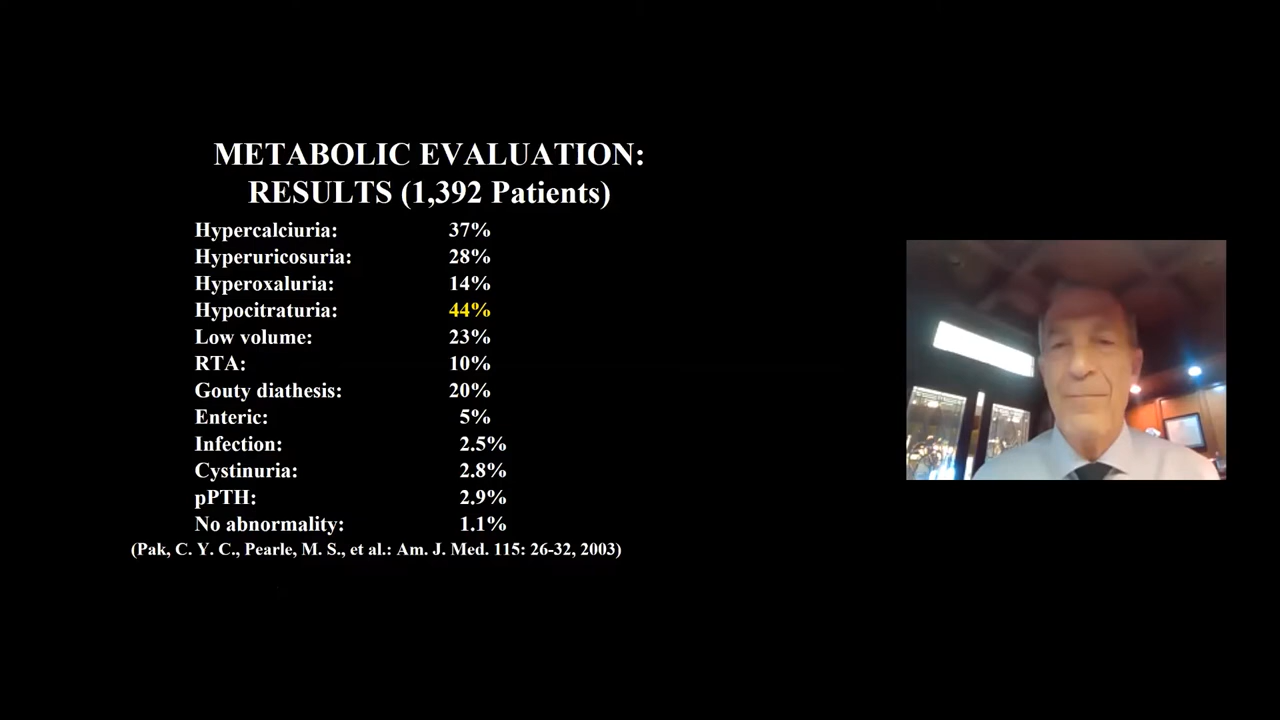 METABOLIC EVALUATION:
RESULTS (1,392 Patients)
Hypercalciuria: 37%
Hyperuricosuria: 28%
Hyperoxaluria: 14%
Hypocitraturia: 44%
Low volume: 23%
RTA: 10%
Gouty diathesis: 20%
Enteric: 5%
Infection: 2.5%
Cystinuria: 2.8%
pPTH: 2.9%
No abnormality: 1.1%
(Pak, C. Y. C., Pearle, M. S., et al.: Am. J. Med. 115: 26-32, 2003)